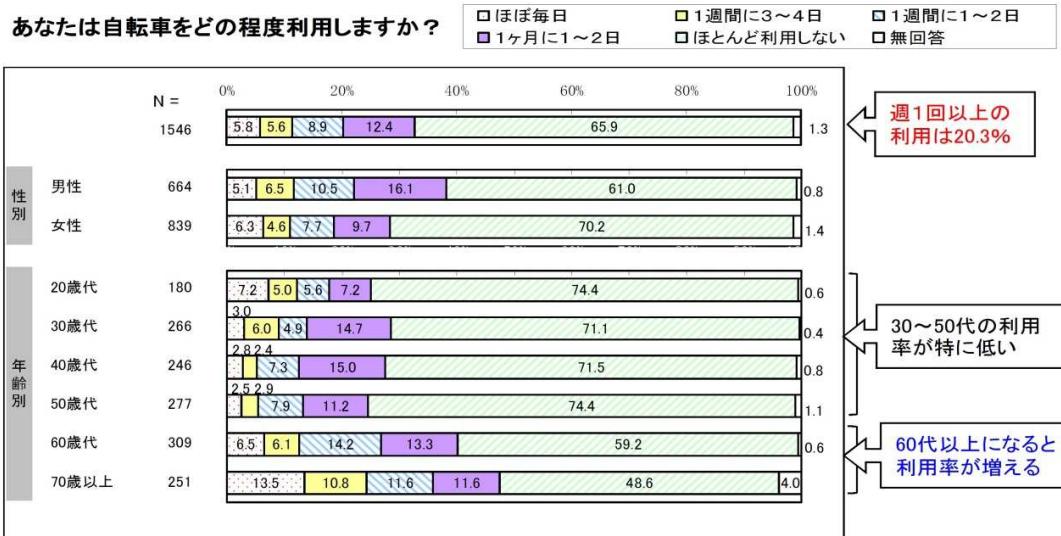 あなたは自転車をどの程度利用しますか？
ほぼ毎日 1週間に3～4日 1週間に1～2日
1ヶ月に1～2日 ほとんど利用しない 無回答
0% 20% 40% 60% 80% 100%
N =
1546 5.8 5.6 8.9 12.4 65.9 1.3
週1回以上の
利用は20.3%
性別
男性 664 5.1 6.5 10.5 16.1 61.0 0.8
女性 839 6.3 4.6 7.7 9.7 70.2 1.4
年齢別
20歳代 180 7.2 5.0 5.6 7.2 74.4 0.6
30歳代 266 3.0 6.0 4.9 14.7 71.1 0.4
40歳代 246 2.8 2.4 7.3 15.0 71.5 0.8
50歳代 277 2.5 2.9 7.9 11.2 74.4 1.1
60歳代 309 6.5 6.1 14.2 13.3 59.2 0.6
70歳以上 251 13.5 10.8 11.6 11.6 48.6 4.0
30～50代の利用
率が特に低い
60代以上になると
利用率が増える